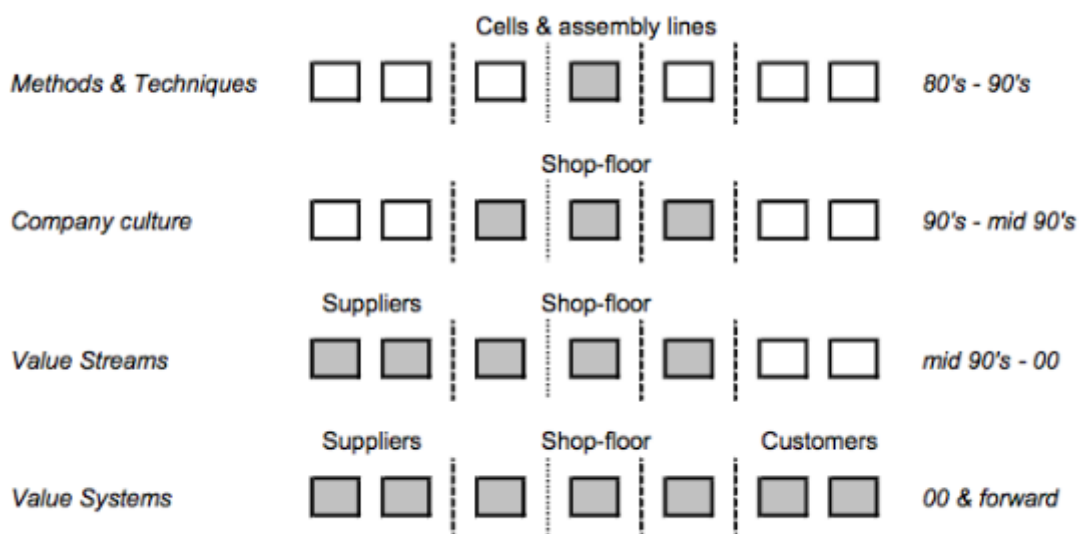 Cells & assembly lines
Methods & Techniques 80's - 90's
Shop-floor
Company culture 90's - mid 90's
Suppliers Shop-floor
Value Streams mid 90's - 00
Suppliers Shop-floor Customers
Value Systems 00 & forward